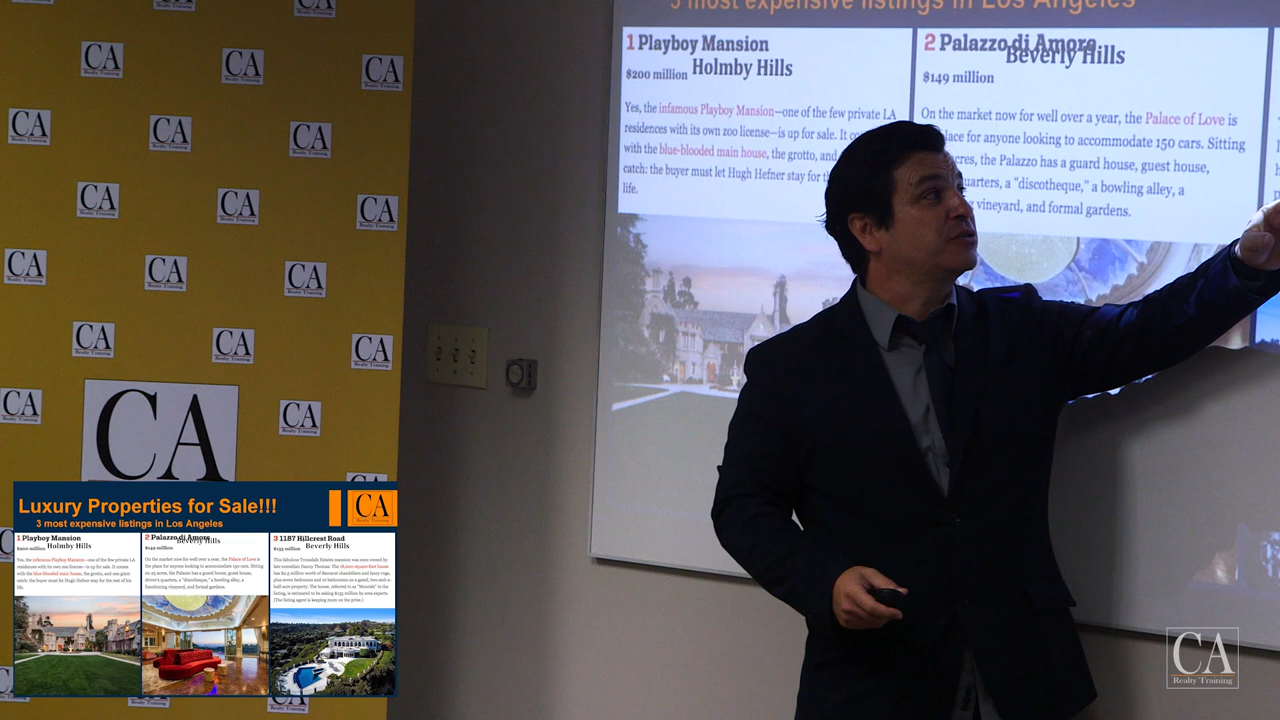 3 most expensive listings in Los Angeles
1 Playboy Mansion
$200 million Holmby Hills
Yes, the infamous Playboy Mansion—one of the few private LA
residences with its own zoo license—is up for sale. It
with the blue-blooded main house, the grotto, and
catch: the buyer must let Hugh Hefner stay for
life.
2 Palazzo di Amore
Beverly Hills
$149 million
On the market now for well over a year, the Palace of Love is
place for anyone looking to accommodate 150 cars. Sitting
acres, the Palazzo has a guard house, guest house,
quarters, a "discotheque," a bowling alley, a
vineyard, and formal gardens.
CA
Realty Training
CA
Luxury Properties for Sale!!!
3 most expensive listings in Los Angeles
CA
Realty Training
1 Playboy Mansion
$200 million Holmby Hills
Yes, the infamous Playboy Mansion—one of the few private LA
residences with its own zoo license—is up for sale. It comes
with the blue-blooded main house, the grotto, and one giant
catch: the buyer must let Hugh Hefner stay for the rest of his
life.
2 Palazzo di Amore
Beverly Hills
$149 million
On the market now for well over a year, the Palace of Love is
the place for anyone looking to accommodate 150 cars. Sitting
on 25 acres, the Palazzo has a guard house, guest house,
driver's quarters, a "discotheque," a bowling alley, a
functioning vineyard, and formal gardens.
3 1187 Hillcrest Road
$135 million Beverly Hills
This fabulous Trousdale Estates mansion was once owned by
late comedian Danny Thomas. The 18,000-square-foot house
has $2.5 million worth of Baccarat chandeliers and fancy rugs,
plus seven bedrooms and 10 bathrooms on a gated, two-and-a-
half-acre property. The house, referred to as
listing, is estimated to be asking $135 million by area experts.
(The listing agent is keeping mum on the price.)
CA
Realty Training